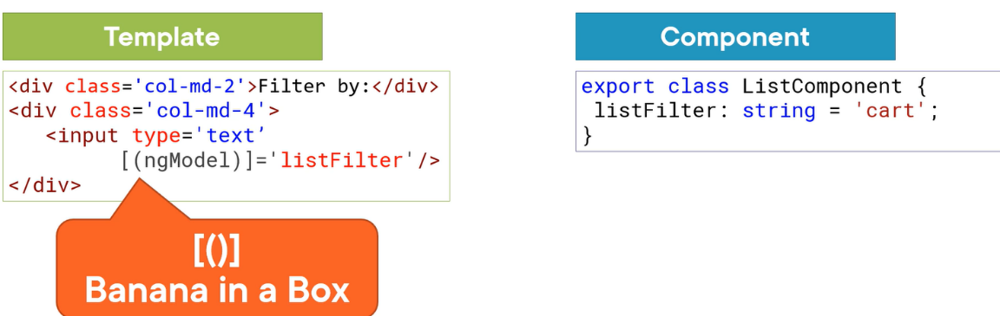 Template
<div class='col-md-2'>Filter by:</div>
<div class='col-md-4'>
<input type='text’
[(ngModel)]='listFilter'/>
</div>
[()]
Banana in a Box
Component
export class ListComponent {
listFilter: string = 'cart';
}